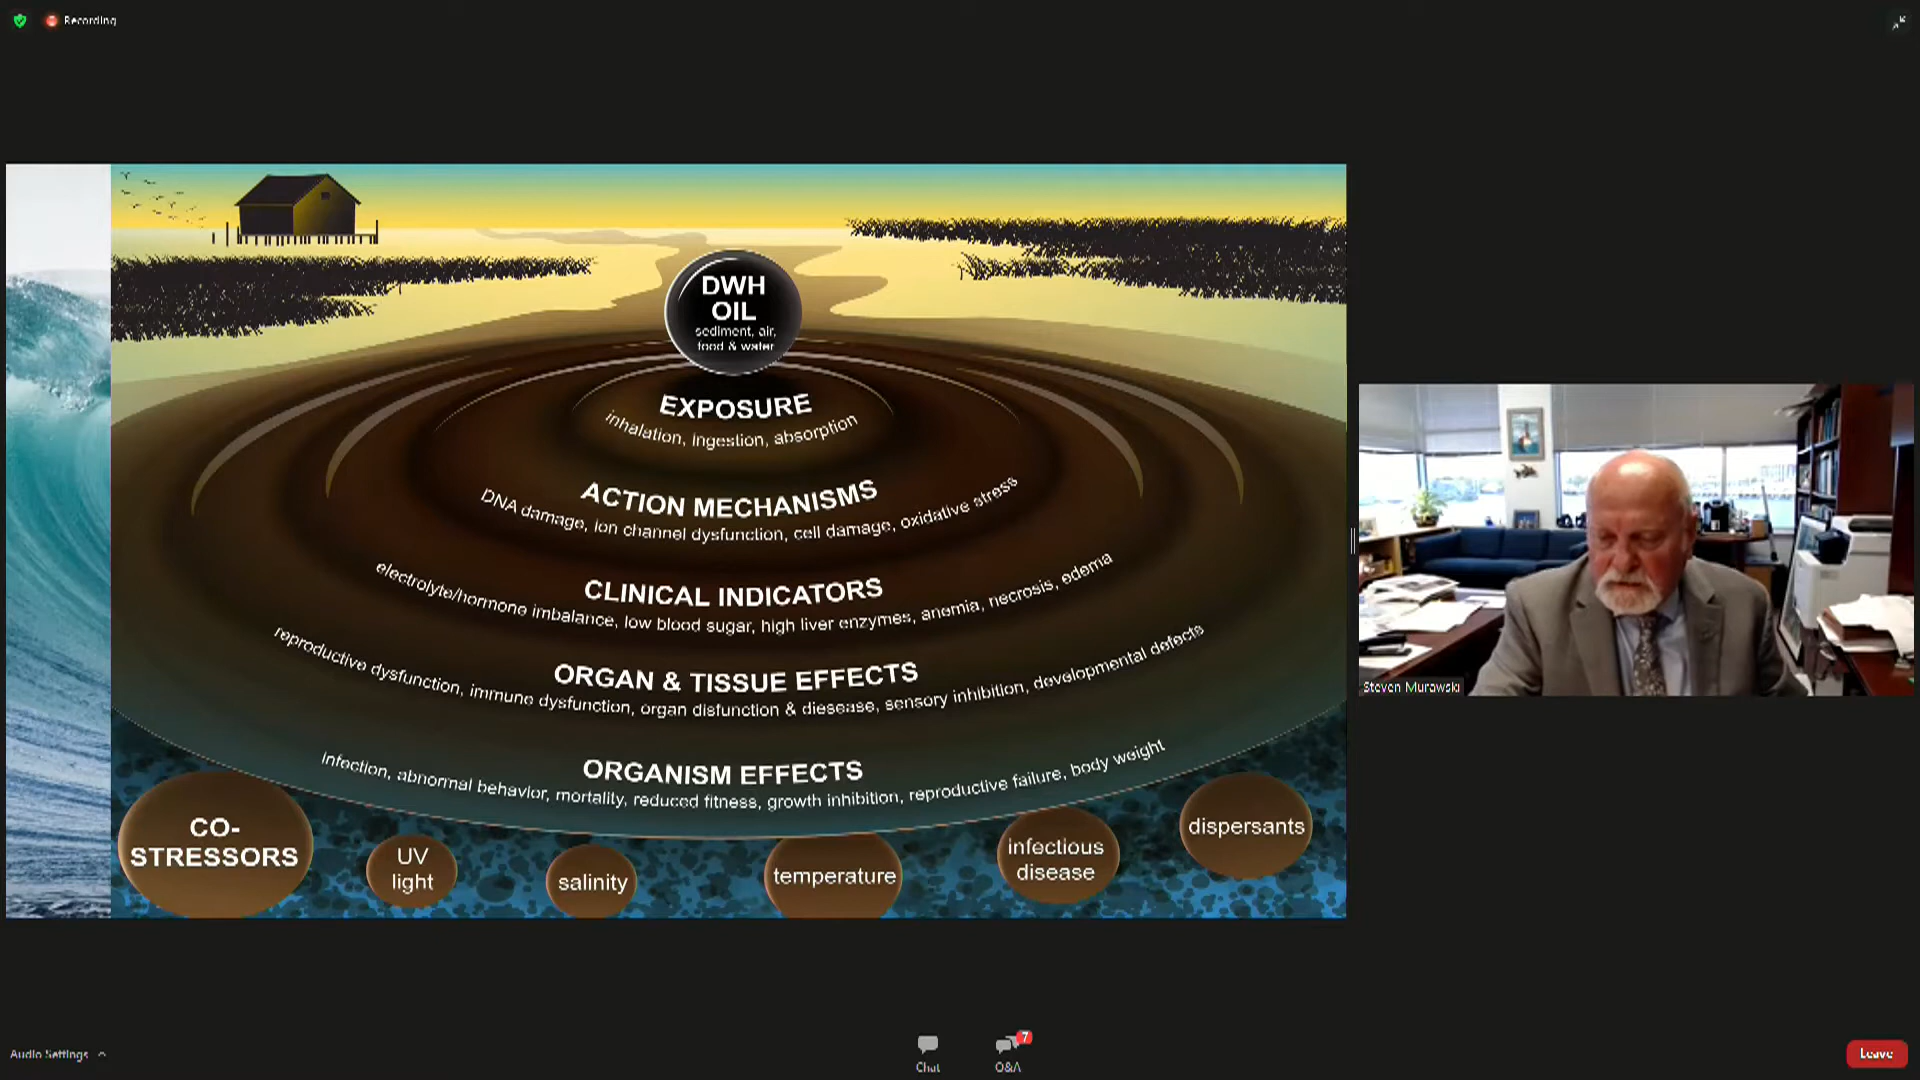 Recording
DWH
OIL
sediment, air,
food & water
EXPOSURE
inhalation, ingestion, absorption
ACTION MECHANISMS
DNA damage, ion channel dysfunction, cell damage, oxidative stress
CLINICAL INDICATORS
electrolyte/hormone imbalance, low blood sugar, high liver enzymes, anemia, necrosis, edema
ORGAN & TISSUE EFFECTS
reproductive dysfunction, immune dysfunction, organ disfunction & diesease, sensory inhibition, developmental defects
ORGANISM EFFECTS
Infection, abnormal behavior, mortality, reduced fitness, growth inhibition, reproductive failure, body weight
CO-
STRESSORS
UV
light
salinity
temperature
infectious
disease
dispersants
Steven Murawski
Audio Settings
Chat
7
Q&A
Leave